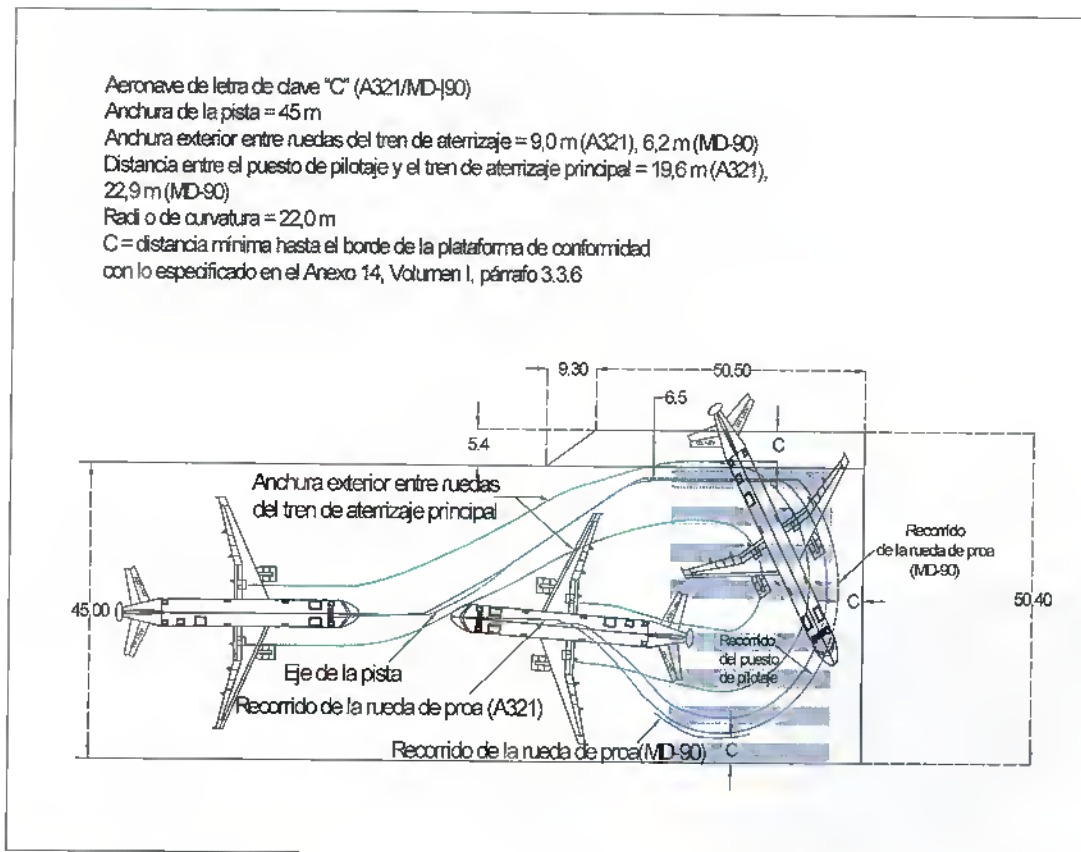 Aeronave de letra de clave "C" (A321/MD-|90)
Anchura de la pista = 45 m
Anchura exterior entre ruedas del tren de aterrizaje = 9,0 m (A321), 6,2 m (MD-90)
Distancia entre el puesto de pilotaje y el tren de aterrizaje principal = 19,6 m (A321),
22,9 m (MD-90)
Radi o de curvatura = 22,0 m
C = distancia mínima hasta el borde de la plataforma de conformidad
con lo especificado en el Anexo 14, Volumen I, párrafo 3.3.6
9.30
50.50
6.5
5.4
C
Anchura exterior entre ruedas
del tren de aterrizaje principal
Recorrido
de la rueda de proa
(MD-90)
45.00
C
50.40
Recorrido
del puesto
de pilotaje
Eje de la pista
Recorrido de la rueda de proa (A321)
Recorrido de la rueda de proa(MD-90)
C